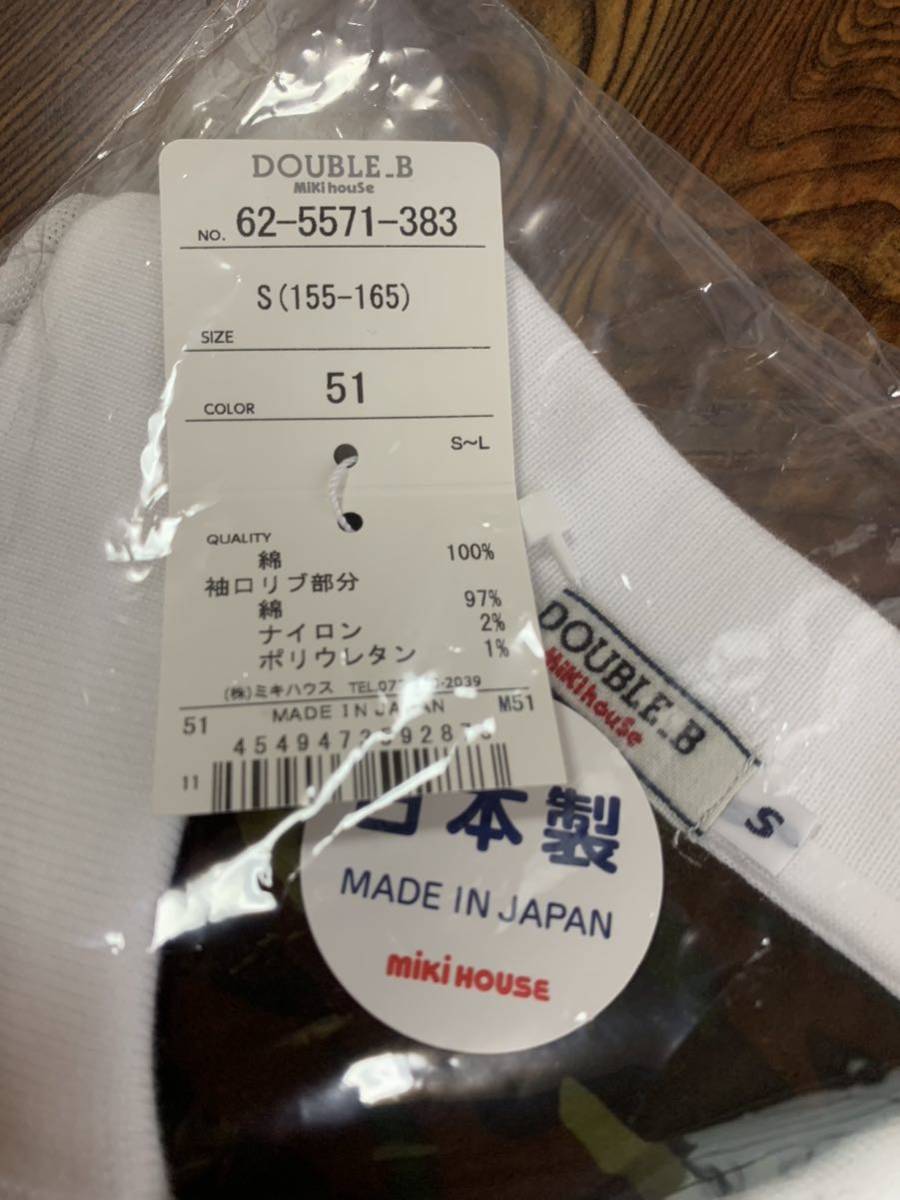 DOUBLE_B
MiKi houSe
NO. 62-5571-383
S(155-165)
SIZE
51
COLOR
S〜L
QUALITY
綿 100%
袖口リブ部分
綿 97%
ナイロン 2%
ポリウレタン 1%
(株)ミキハウス
51 MADE IN JAPAN M51
11
DOUBLE_B
MiKi houSe
S
日本製
MADE IN JAPAN
MiKi HOUSE